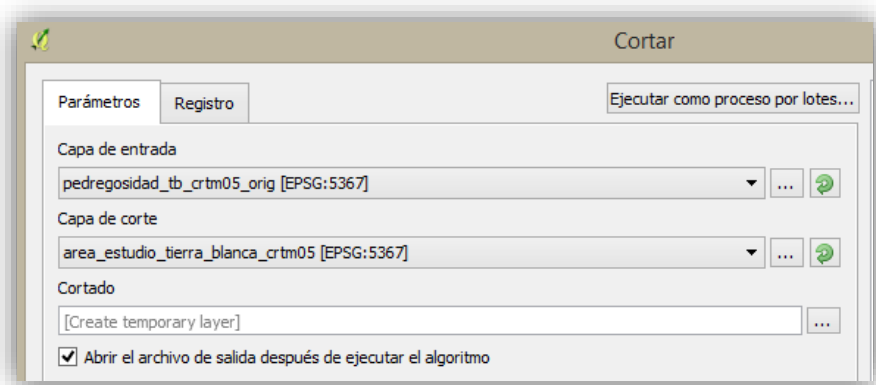 Cortar
Parámetros Registro Ejecutar como proceso por lotes...
Capa de entrada
pedregosidad_tb_crtm05_orig [EPSG:5367] ...
Capa de corte
area_estudio_tierra_blanca_crtm05 [EPSG:5367] ...
Cortado
[Create temporary layer] ...
Abrir el archivo de salida después de ejecutar el algoritmo